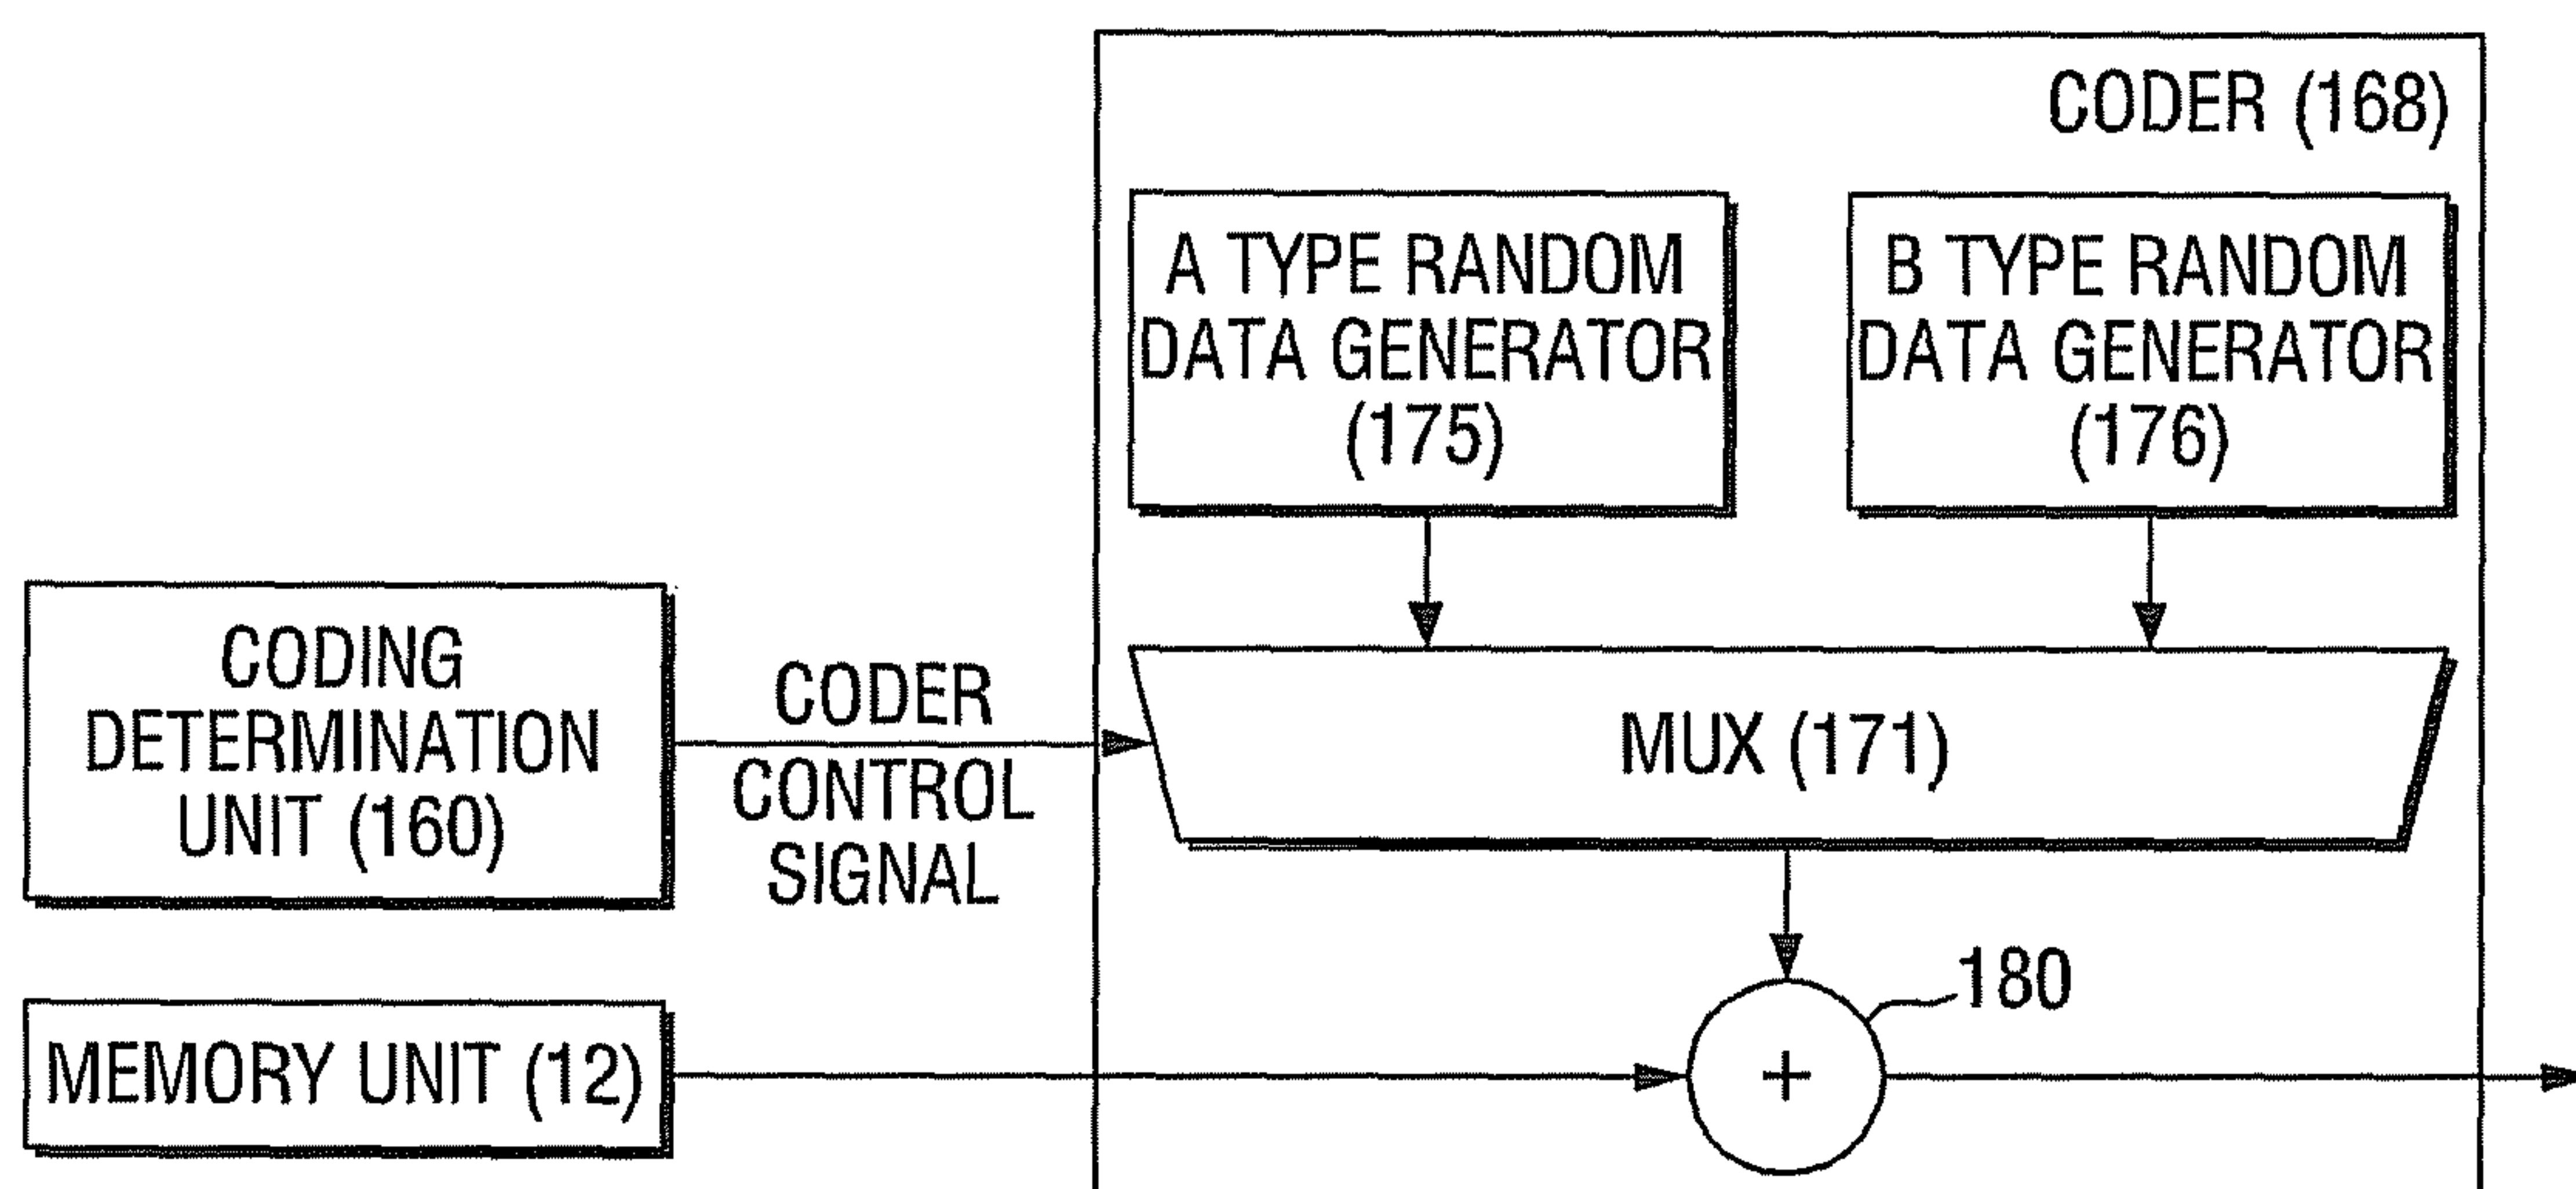 CODER (168)
A TYPE RANDOM
DATA GENERATOR
(175)
B TYPE RANDOM
DATA GENERATOR
(176)
CODING
DETERMINATION
UNIT (160)
CODER
CONTROL
SIGNAL
MUX (171)
180
MEMORY UNIT (12)
+